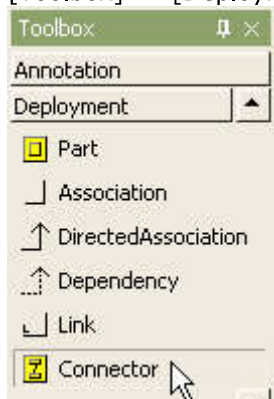 Toolbox
Annotation
Deployment
Part
Association
DirectedAssociation
Dependency
Link
Connector